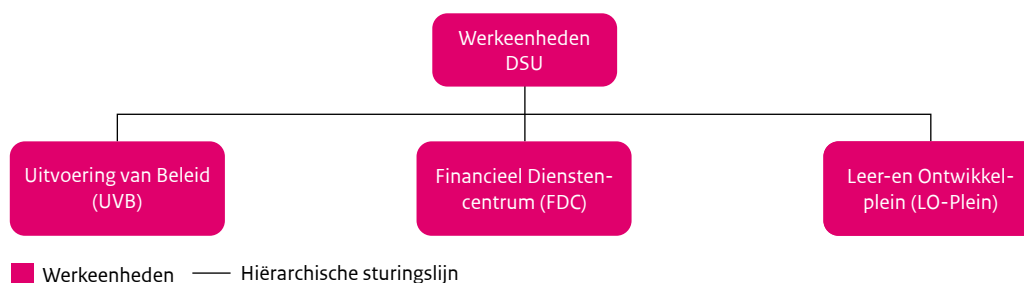 Werkeenheden
DSU
Uitvoering van Beleid
(UVB)
Financieel Diensten-
centrum (FDC)
Leer-en Ontwikkel-
plein (LO-Plein)
Werkeenheden
Hiërarchische sturingslijn